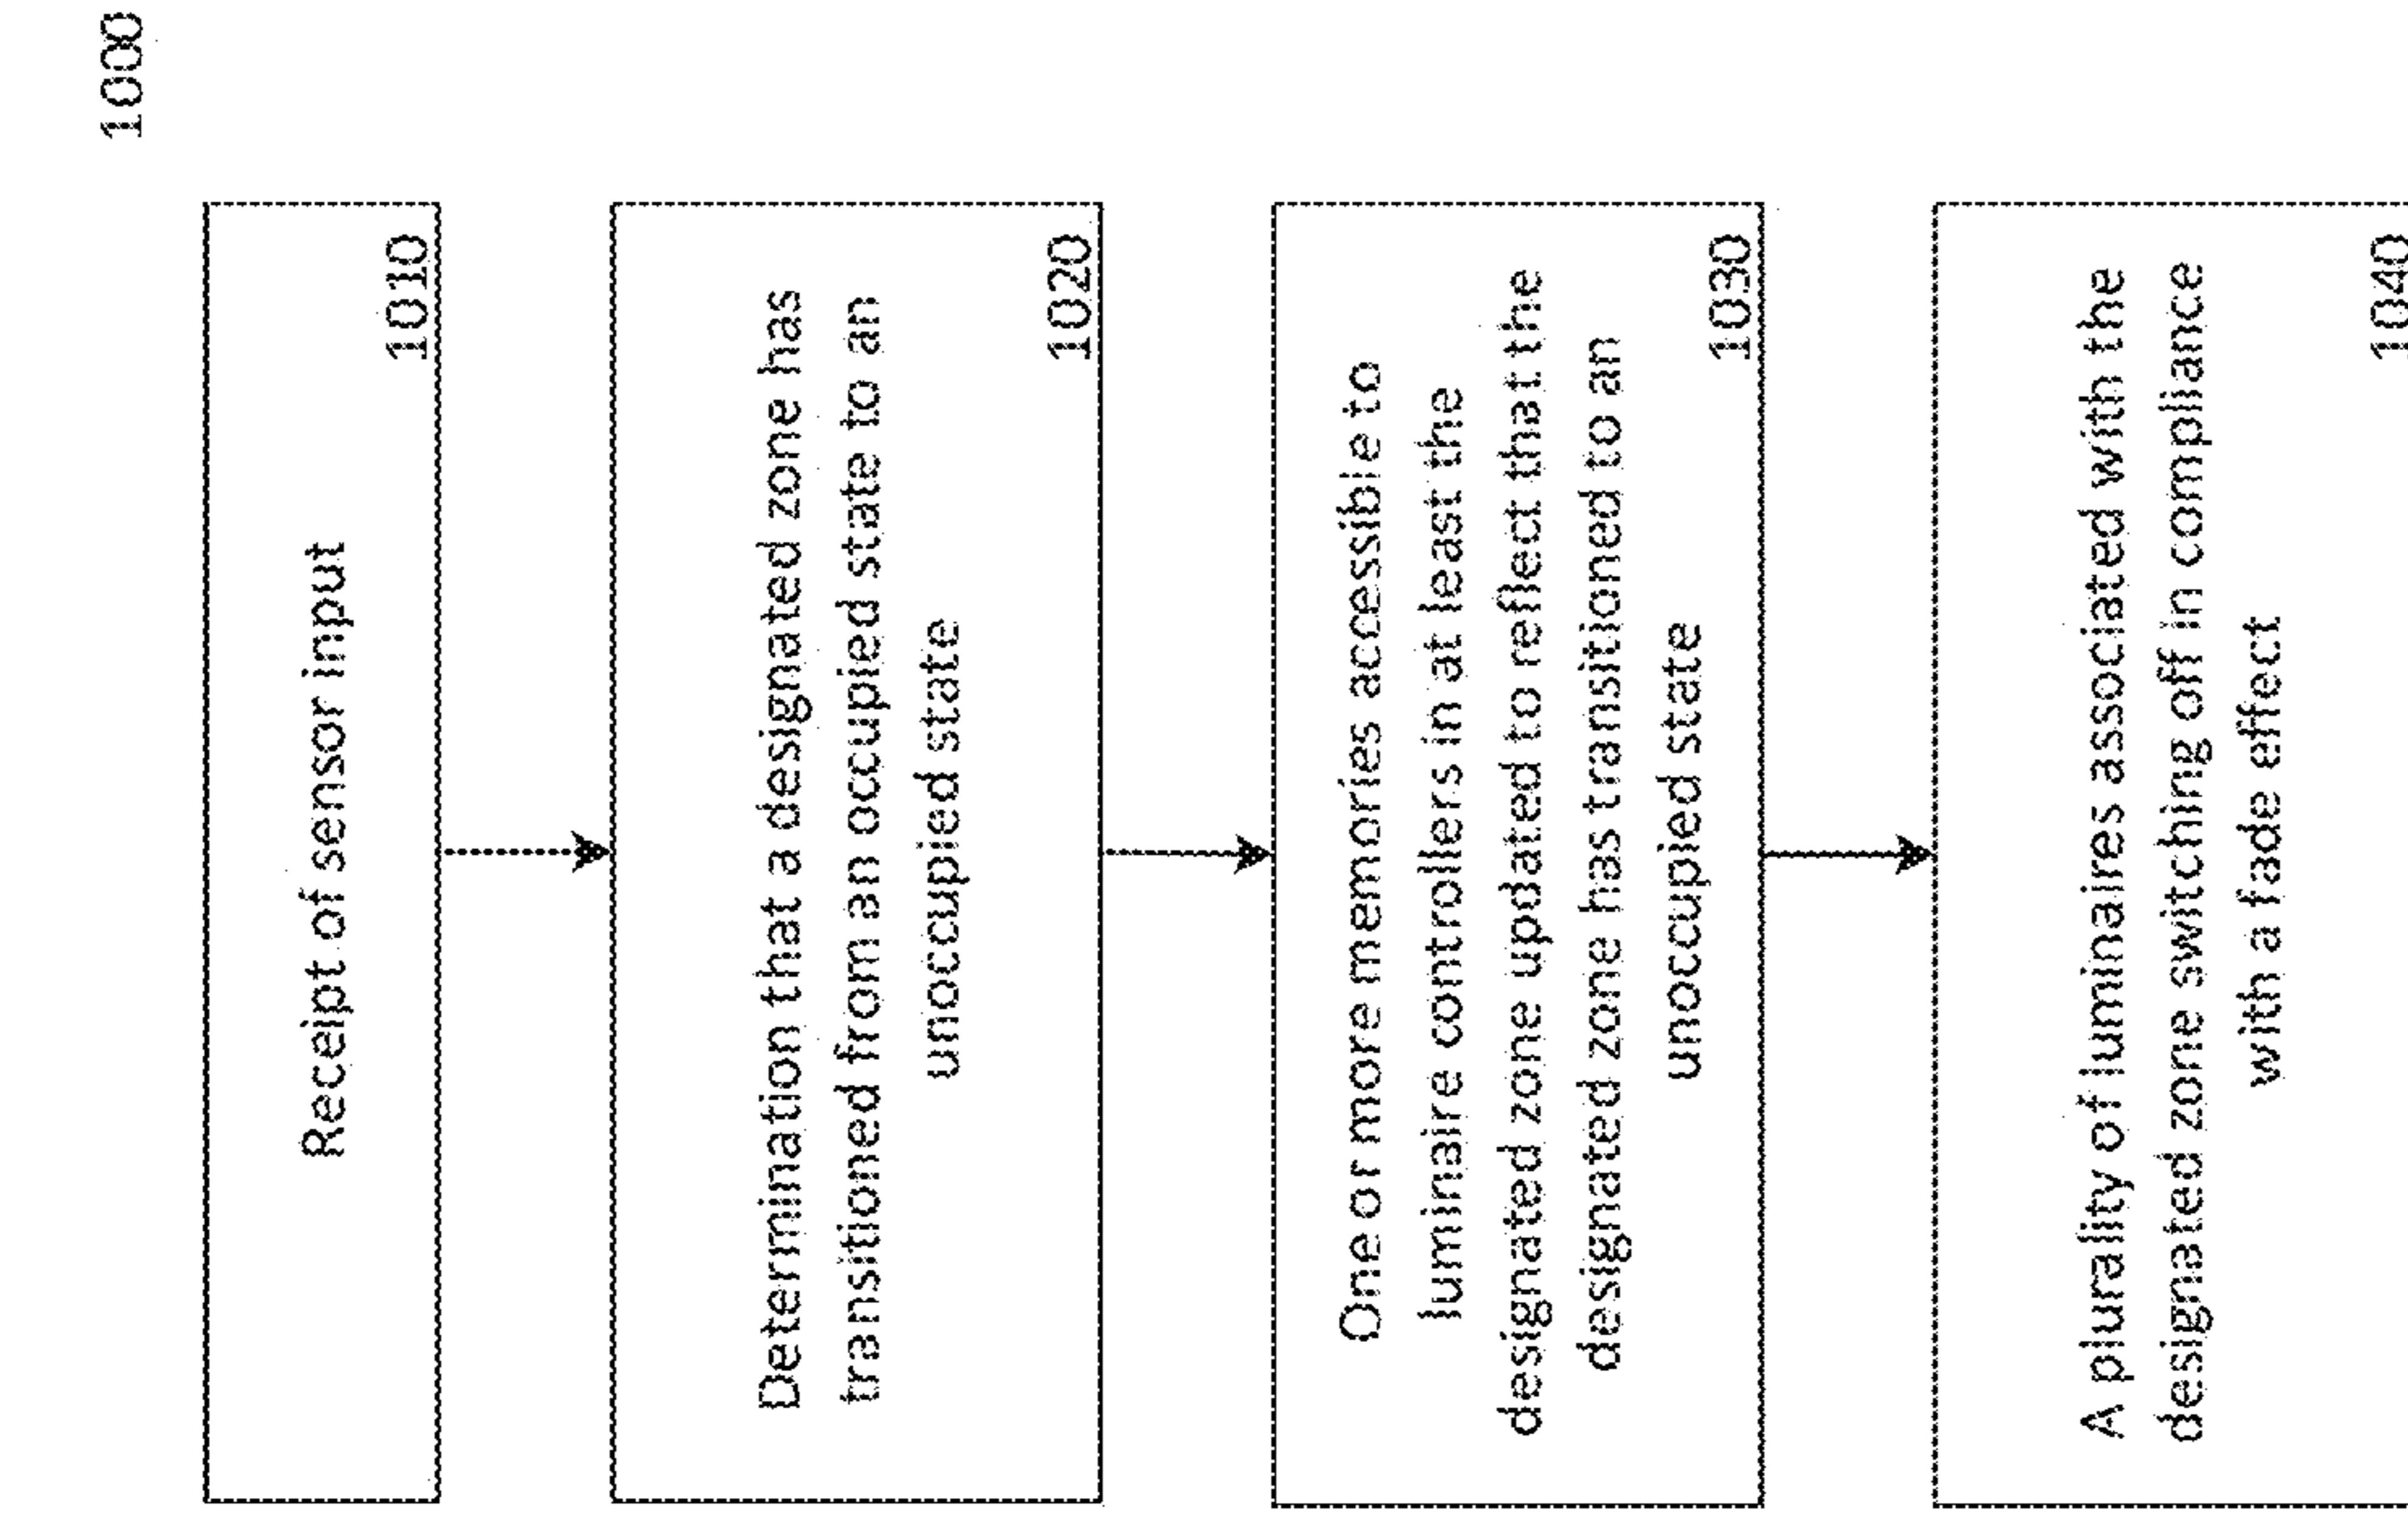 1000
Receipt of sensor input
1010
Determination that a designated zone has
transitioned from an occupied state to an
unoccupied state
1020
One or more memories accessible to
luminaire controllers in at least the
designated zone updated to reflect that the
designated zone has transitioned to an
unoccupied state
1030
A plurality of luminaires associated with the
designated zone switching off in compliance
with a fade effect
1040